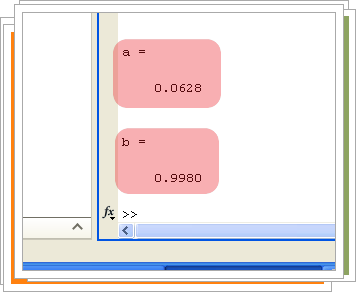 a =
0.0628
b =
0.9980
fx >>